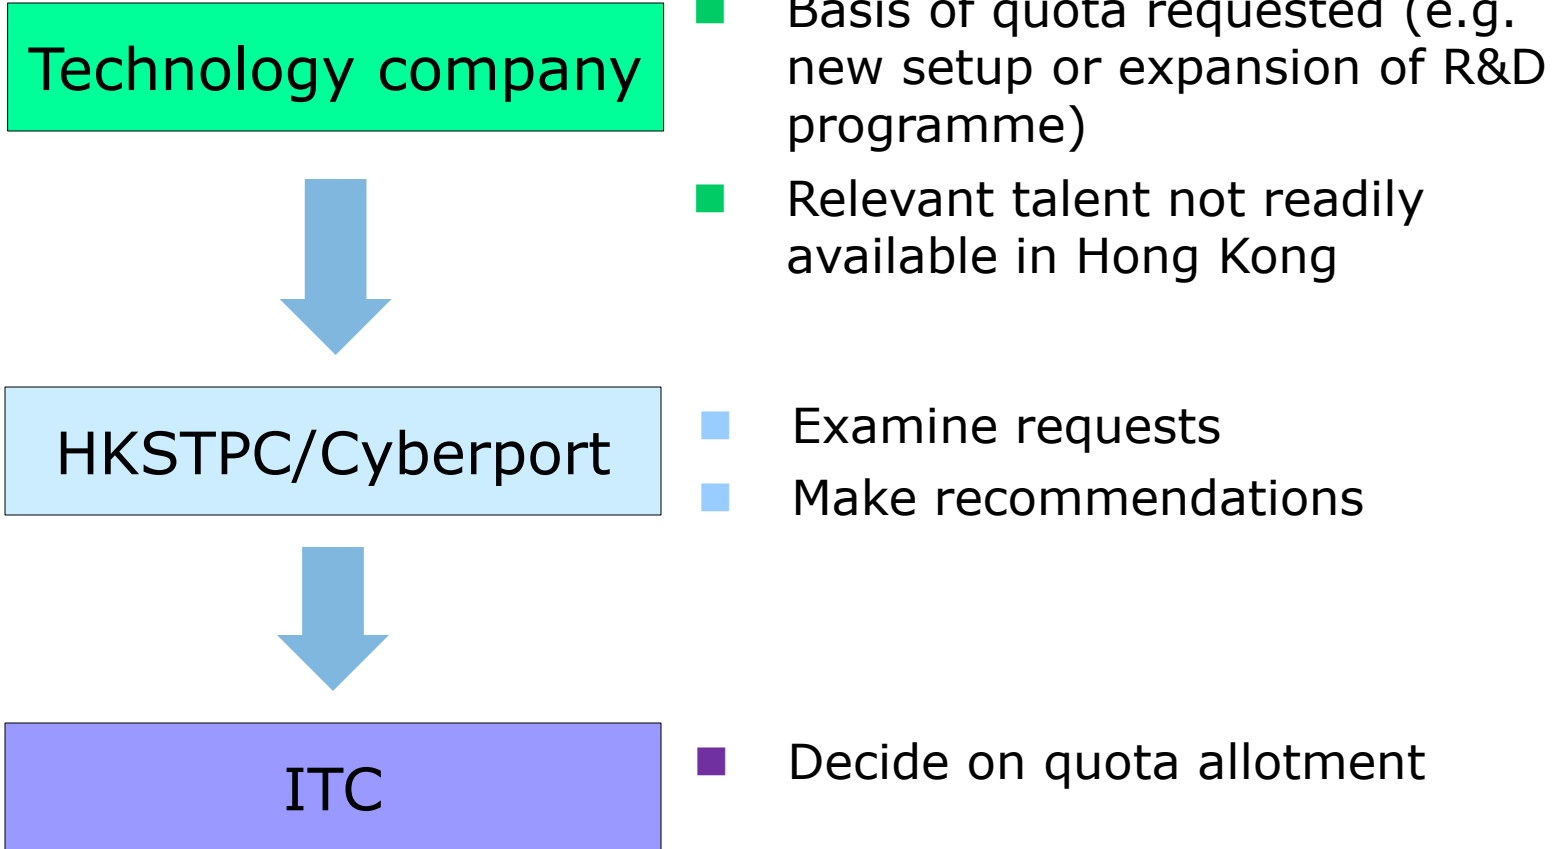 Technology company
Basis of quota requested (e.g.
new setup or expansion of R&D
programme)
Relevant talent not readily
available in Hong Kong
HKSTPC/Cyberport
Examine requests
Make recommendations
ITC
Decide on quota allotment